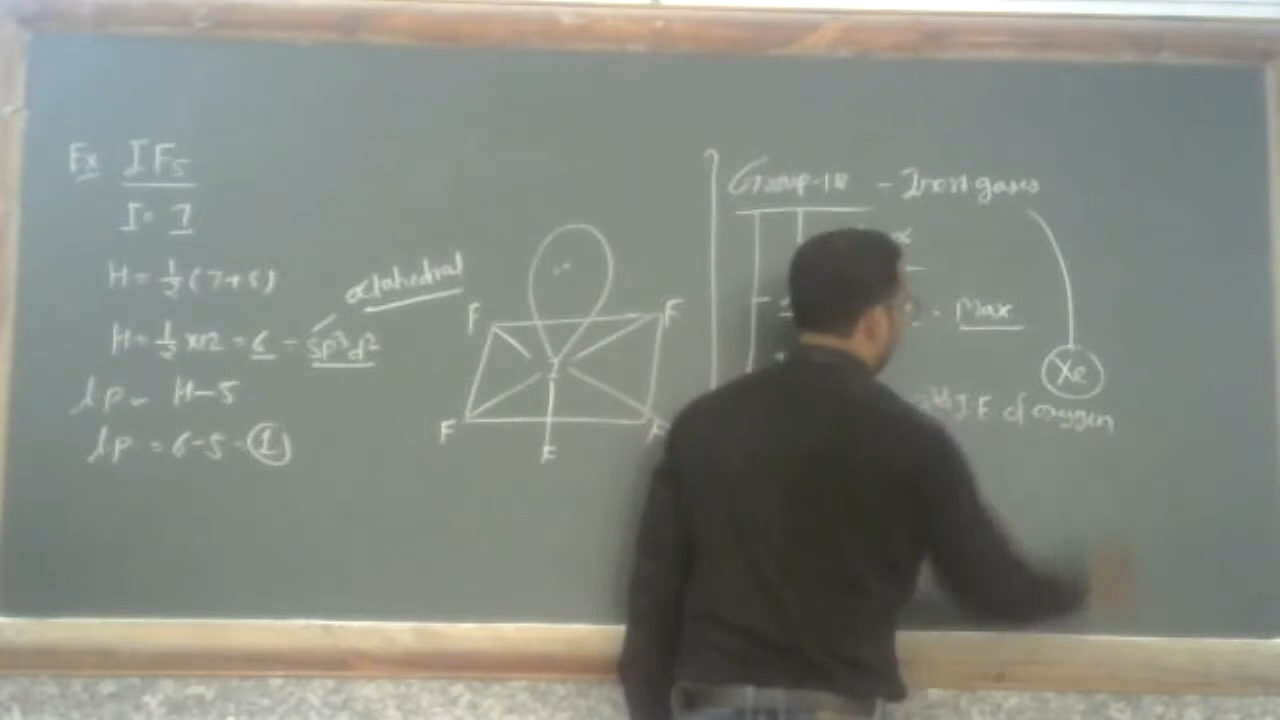 Ex IF5
I = 7
H = 1/2 (7+5)
H = 1/2 x12 = 6 - sp³d²
octahedral
lp = H-5
lp = 6-5 = 1
F F
I
F F
F
Group-18 - Inert gases
Max
Xe
I.E of oxygen